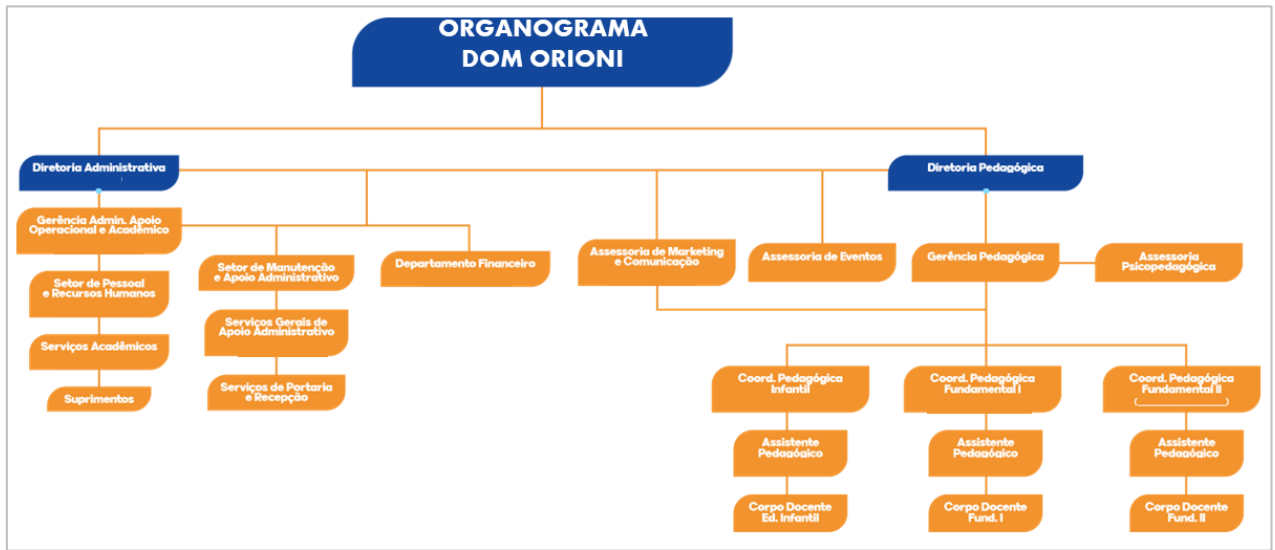 ORGANOGRAMA
DOM ORIONI
Diretoria Administrativa
Diretoria Pedagógica
Gerência Admin. Apoio
Operacional e Acadêmico
Setor de Manutenção
e Apoio Administrativo
Departamento Financeiro
Assessoria de Marketing
e Comunicação
Assessoria de Eventos
Gerência Pedagógica
Assessoria
Psicopedagógica
Setor de Pessoal
e Recursos Humanos
Serviços Gerais de
Apoio Administrativo
Serviços Acadêmicos
Serviços de Portaria
e Recepção
Suprimentos
Coord. Pedagógica
Infantil
Coord. Pedagógica
Fundamental I
Coord. Pedagógica
Fundamental II
Assistente
Pedagógico
Assistente
Pedagógico
Assistente
Pedagógico
Corpo Docente
Ed. Infantil
Corpo Docente
Fund. I
Corpo Docente
Fund. II